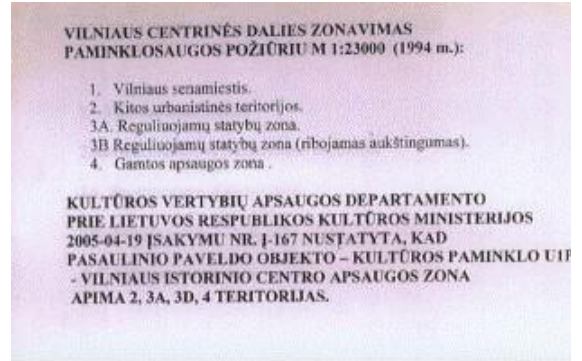 VILNIAUS CENTRINĖS DALIES ZONAVIMAS
PAMINKLOSAUGOS POŽIŪRIU M 1:23000 (1994 m.):
1. Vilniaus senamiestis.
2. Kitos urbanistinės teritorijos.
3A. Reguliuojamų statybų zona.
3B Reguliuojamų statybų zona (ribojamas aukštingumas).
4. Gamtos apsaugos zona .
KULTŪROS VERTYBIŲ APSAUGOS DEPARTAMENTO
PRIE LIETUVOS RESPUBLIKOS KULTŪROS MINISTERIJOS
2005-04-19 ĮSAKYMU NR. Į-167 NUSTATYTA, KAD
PASAULINIO PAVELDO OBJEKTO – KULTŪROS PAMINKLO U1P
- VILNIAUS ISTORINIO CENTRO APSAUGOS ZONA
APIMA 2, 3A, 3D, 4 TERITORIJAS.